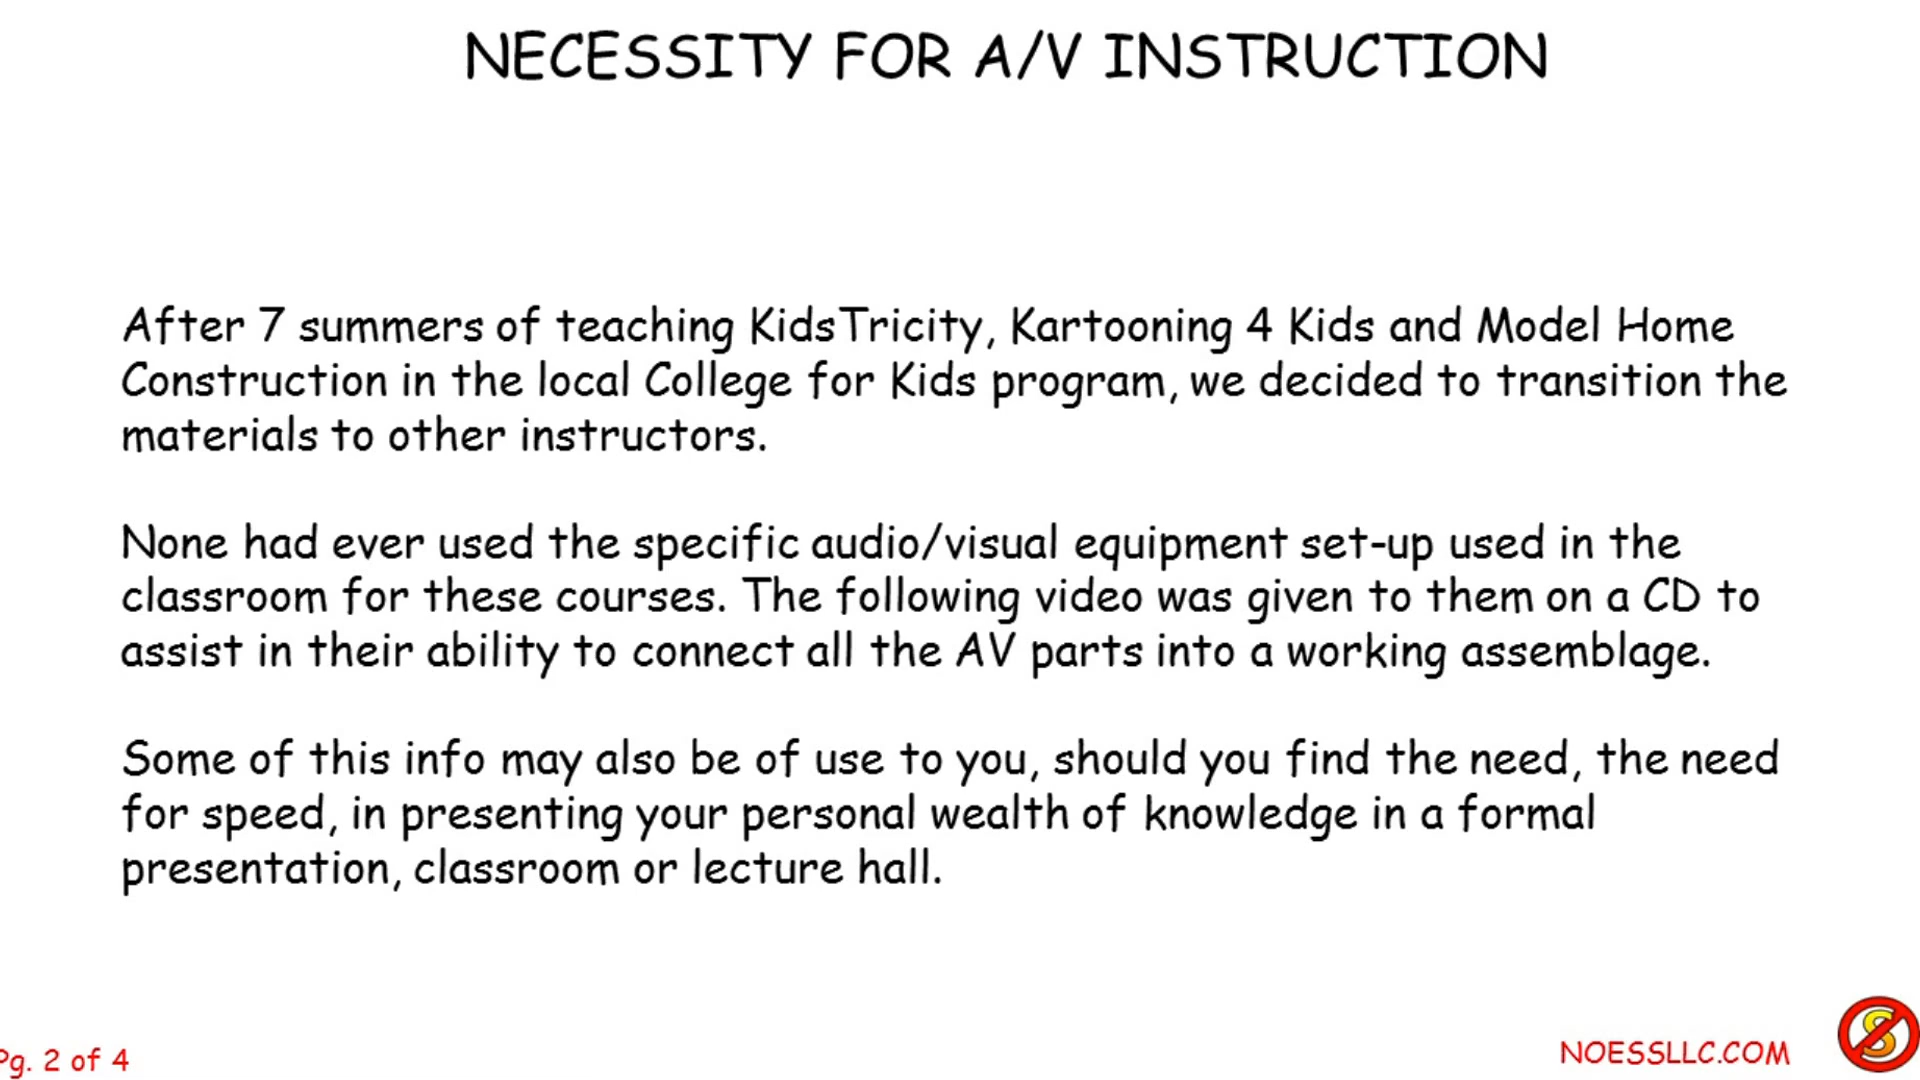 NECESSITY FOR A/V INSTRUCTION
After 7 summers of teaching KidsTricity, Kartooning 4 Kids and Model Home
Construction in the local College for Kids program, we decided to transition the
materials to other instructors.
None had ever used the specific audio/visual equipment set-up used in the
classroom for these courses. The following video was given to them on a CD to
assist in their ability to connect all the AV parts into a working assemblage.
Some of this info may also be of use to you, should you find the need, the need
for speed, in presenting your personal wealth of knowledge in a formal
presentation, classroom or lecture hall.
Pg. 2 of 4
NOESSLLC.COM
S